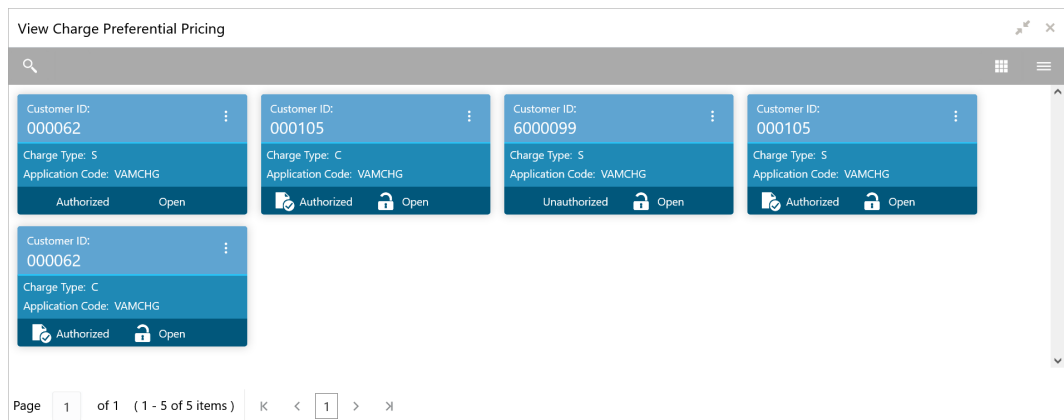 View Charge Preferential Pricing
Customer ID:
000062
Charge Type: S
Application Code: VAMCHG
Authorized Open
Customer ID:
000105
Charge Type: C
Application Code: VAMCHG
Authorized Open
Customer ID:
6000099
Charge Type: S
Application Code: VAMCHG
Unauthorized Open
Customer ID:
000105
Charge Type: S
Application Code: VAMCHG
Authorized Open
Customer ID:
000062
Charge Type: C
Application Code: VAMCHG
Authorized Open
Page 1 of 1 ( 1 - 5 of 5 items ) 1